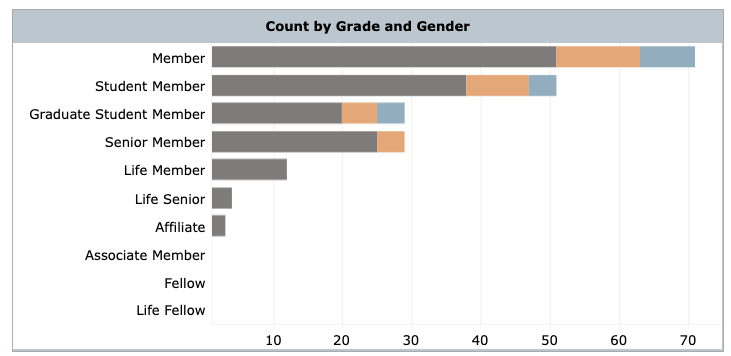 Count by Grade and Gender
Member
Student Member
Graduate Student Member
Senior Member
Life Member
Life Senior
Affiliate
Associate Member
Fellow
Life Fellow
10 20 30 40 50 60 70